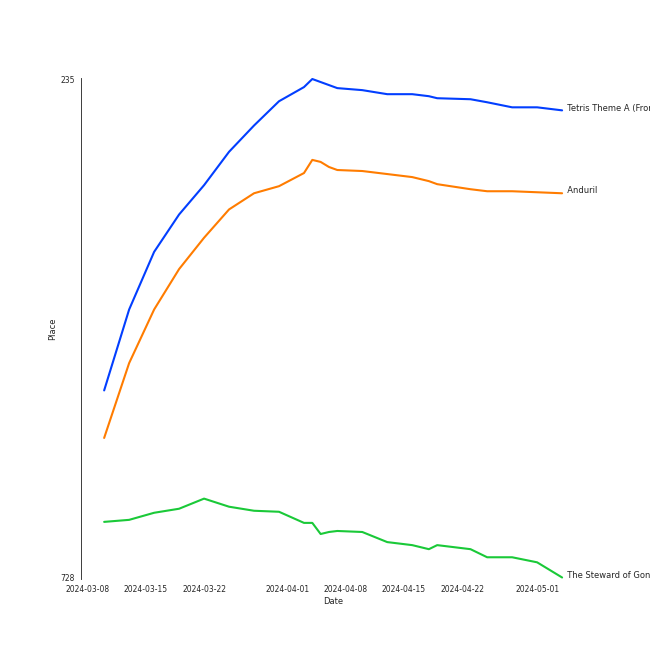 235
Tetris Theme A (Fro
Anduril
Place
728
The Steward of Gon
2024-03-08 2024-03-15 2024-03-22 2024-04-01 2024-04-08 2024-04-15 2024-04-22 2024-05-01
Date